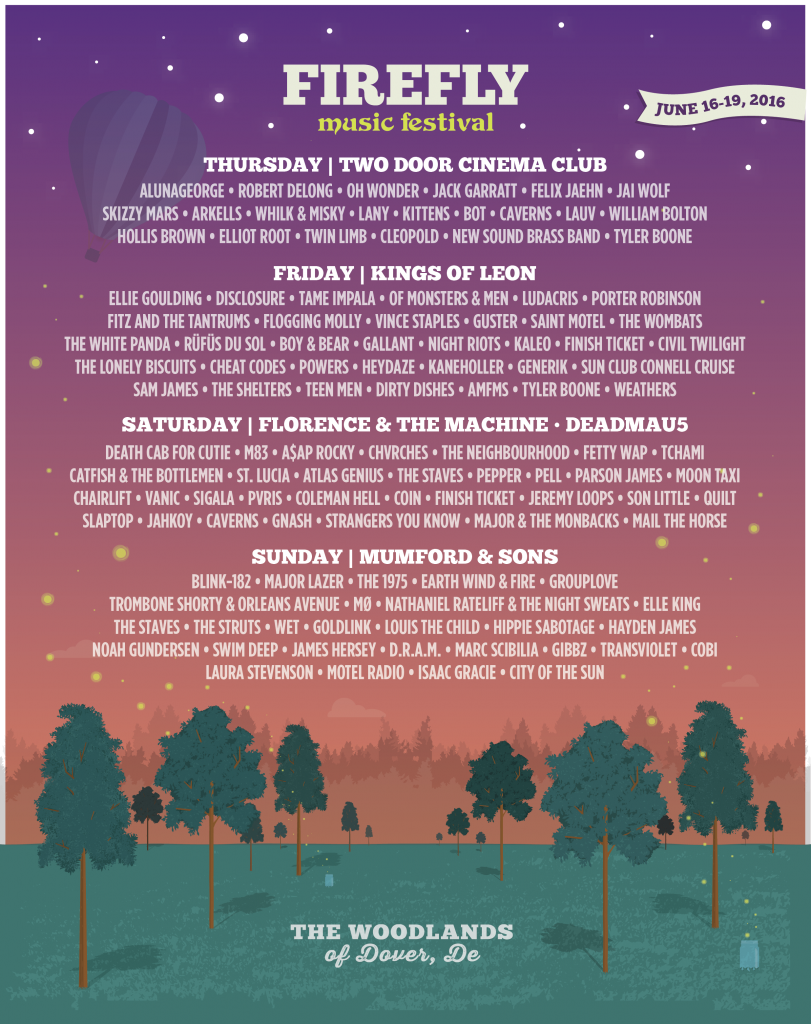 FIREFLY
music festival
JUNE 16-19, 2016
THURSDAY | TWO DOOR CINEMA CLUB
ALUNAGEORGE • ROBERT DELONG • OH WONDER • JACK GARRATT • FELIX JAEHN • JAI WOLF
SKIZZY MARS • ARKELLS • WHILK & MISKY • LANY • KITTENS • BOT • CAVERNS • LAUV • WILLIAM BOLTON
HOLLIS BROWN • ELLIOT ROOT • TWIN LIMB • CLEOPOLD • NEW SOUND BRASS BAND • TYLER BOONE
FRIDAY | KINGS OF LEON
ELLIE GOULDING • DISCLOSURE • TAME IMPALA • OF MONSTERS & MEN • LUDACRIS • PORTER ROBINSON
FITZ AND THE TANTRUMS • FLOGGING MOLLY • VINCE STAPLES • GUSTER • SAINT MOTEL • THE WOMBATS
THE WHITE PANDA • RÜFÜS DU SOL • BOY & BEAR • GALLANT • NIGHT RIOTS • KALEO • FINISH TICKET • CIVIL TWILIGHT
THE LONELY BISCUITS • CHEAT CODES • POWERS • HEYDAZE • KANEHOLLER • GENERIK • SUN CLUB CONNELL CRUISE
SAM JAMES • THE SHELTERS • TEEN MEN • DIRTY DISHES • AMFMS • TYLER BOONE • WEATHERS
SATURDAY | FLORENCE & THE MACHINE • DEADMAU5
DEATH CAB FOR CUTIE • M83 • A$AP ROCKY • CHVRCHES • THE NEIGHBOURHOOD • FETTY WAP • TCHAMI
CATFISH & THE BOTTLEMEN • ST. LUCIA • ATLAS GENIUS • THE STAVES • PEPPER • PELL • PARSON JAMES • MOON TAXI
CHAIRLIFT • VANIC • SIGALA • PVRIS • COLEMAN HELL • COIN • FINISH TICKET • JEREMY LOOPS • SON LITTLE • QUILT
SLAPTOP • JAHKOY • CAVERNS • GNASH • STRANGERS YOU KNOW • MAJOR & THE MONBACKS • MAIL THE HORSE
SUNDAY | MUMFORD & SONS
BLINK-182 • MAJOR LAZER • THE 1975 • EARTH WIND & FIRE • GROUPLOVE
TROMBONE SHORTY & ORLEANS AVENUE • MØ • NATHANIEL RATELIFF & THE NIGHT SWEATS • ELLE KING
THE STAVES • THE STRUTS • WET • GOLDLINK • LOUIS THE CHILD • HIPPIE SABOTAGE • HAYDEN JAMES
NOAH GUNDERSEN • SWIM DEEP • JAMES HERSEY • D.R.A.M. • MARC SCIBILIA • GIBBZ • TRANSVIOLET • COBI
LAURA STEVENSON • MOTEL RADIO • ISAAC GRACIE • CITY OF THE SUN
THE WOODLANDS
of Dover, De